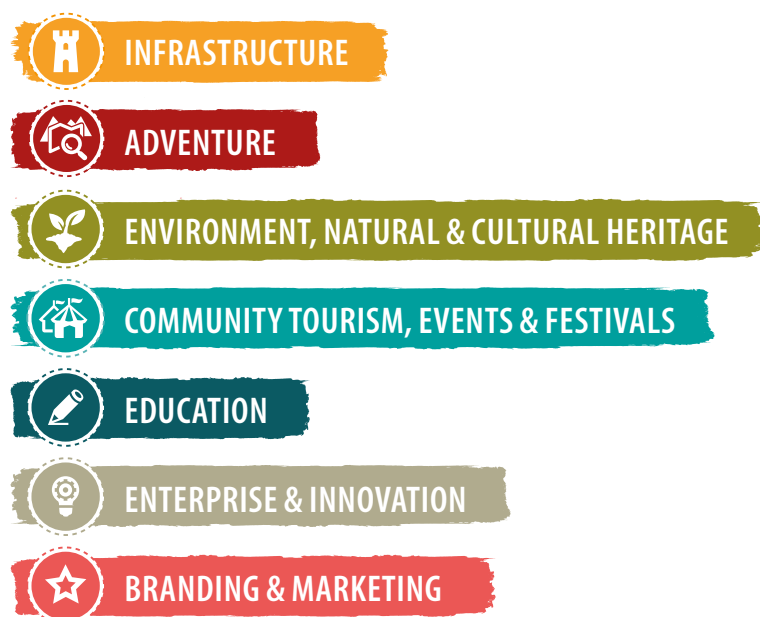 INFRASTRUCTURE
ADVENTURE
ENVIRONMENT, NATURAL & CULTURAL HERITAGE
COMMUNITY TOURISM, EVENTS & FESTIVALS
EDUCATION
ENTERPRISE & INNOVATION
BRANDING & MARKETING